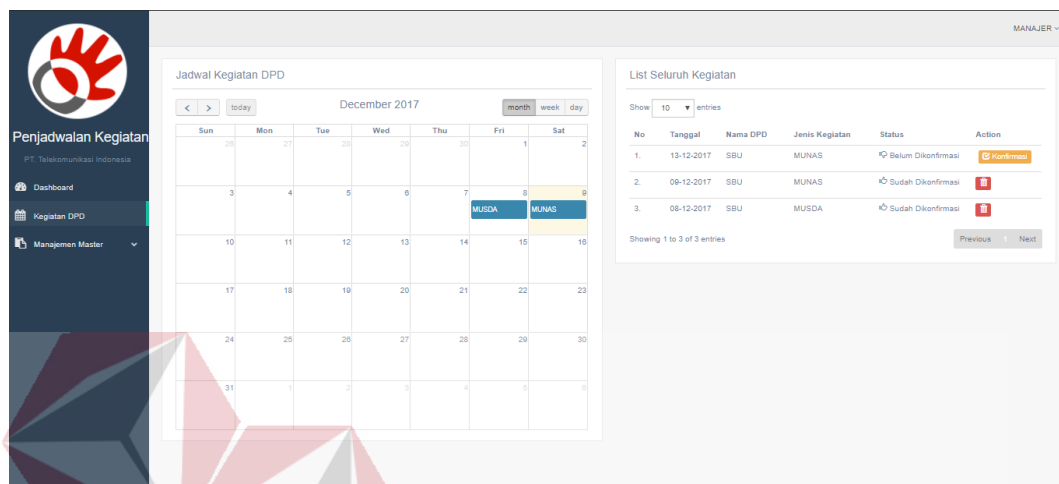 MANAJER
Penjadwalan Kegiatan
PT. Telekomunikasi Indonesia
Dashboard
Kegiatan DPD
Manajemen Master
Jadwal Kegiatan DPD
< > today December 2017 month week day
Sun Mon Tue Wed Thu Fri Sat
26 27 28 29 30 1 2
3 4 5 6 7 8 9
MUSDA MUNAS
10 11 12 13 14 15 16
17 18 19 20 21 22 23
24 25 26 27 28 29 30
31 1 2 3 4 5 6
List Seluruh Kegiatan
Show 10 entries
No Tanggal Nama DPD Jenis Kegiatan Status Action
1. 13-12-2017 SBU MUNAS Belum Dikonfirmasi Konfirmasi
2. 09-12-2017 SBU MUNAS Sudah Dikonfirmasi
3. 08-12-2017 SBU MUSDA Sudah Dikonfirmasi
Showing 1 to 3 of 3 entries
Previous 1 Next